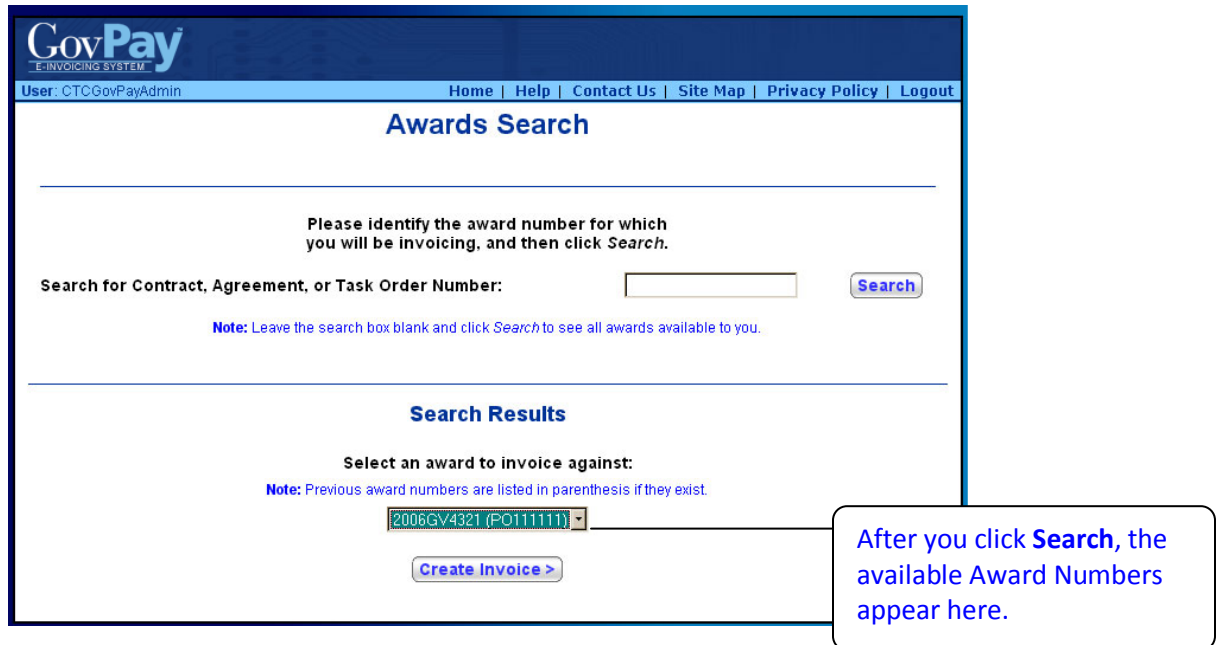 GovPay
E-INVOICING SYSTEM
User: CTCGovPayAdmin
Home | Help | Contact Us | Site Map | Privacy Policy | Logout
Awards Search
Please identify the award number for which
you will be invoicing, and then click Search.
Search for Contract, Agreement, or Task Order Number:
Search
Note: Leave the search box blank and click Search to see all awards available to you.
Search Results
Select an award to invoice against:
Note: Previous award numbers are listed in parenthesis if they exist.
2006GV4321 (PO111111)
Create Invoice >
After you click Search, the
available Award Numbers
appear here.